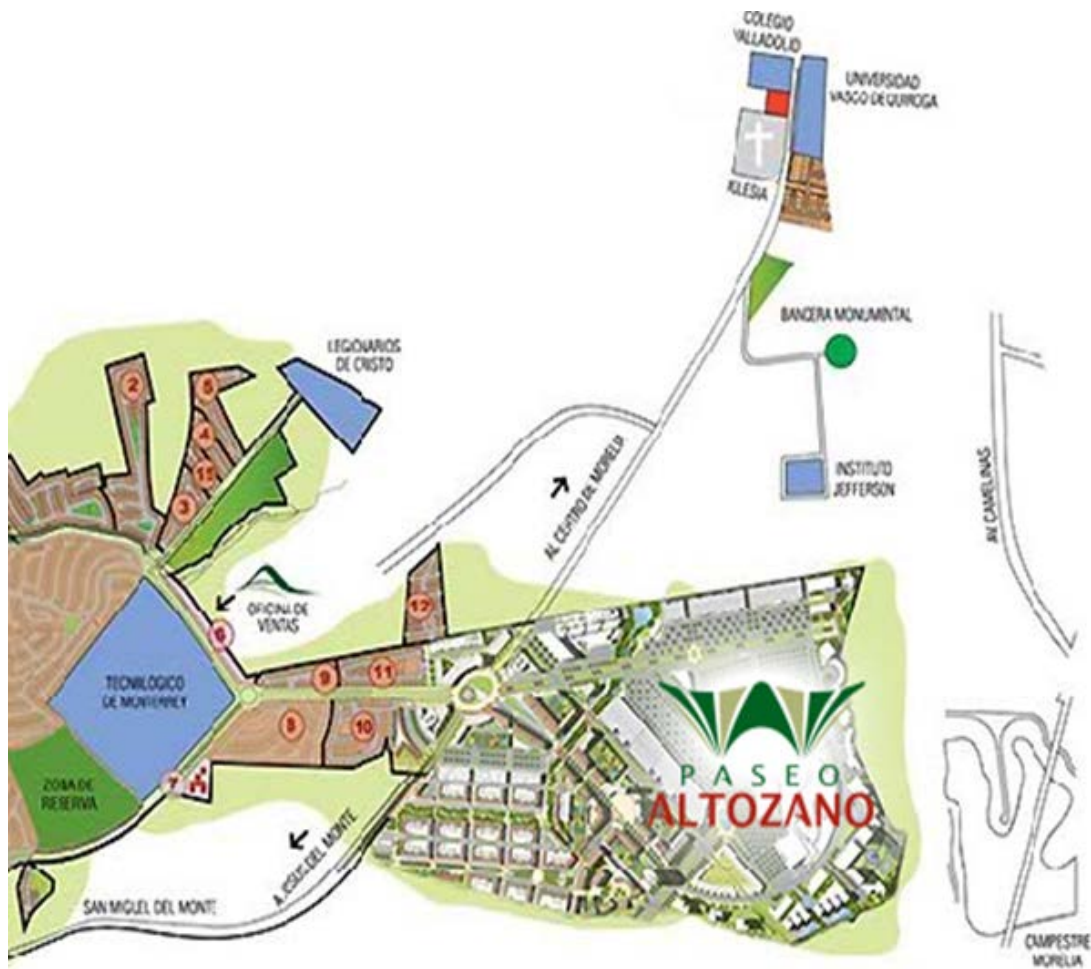 COLEGIO
VALLADOLID
UNIVERSIDAD
VASCO DE QUIROGA
IGLESIA
BANDERA MONUMENTAL
LEGIONARIOS
DE CRISTO
2
5
4
15
3
INSTITUTO
JEFFERSON
AV. CAMELINAS
AL CENTRO DE MORELIA
OFICINA DE
VENTAS
6
12
TECNOLOGICO
DE MONTERREY
9
11
8
10
PASEO
ALTOZANO
ZONA DE
RESERVA
7
A JESUS DEL MONTE
SAN MIGUEL DEL MONTE
CAMPESTRE
MORELIA